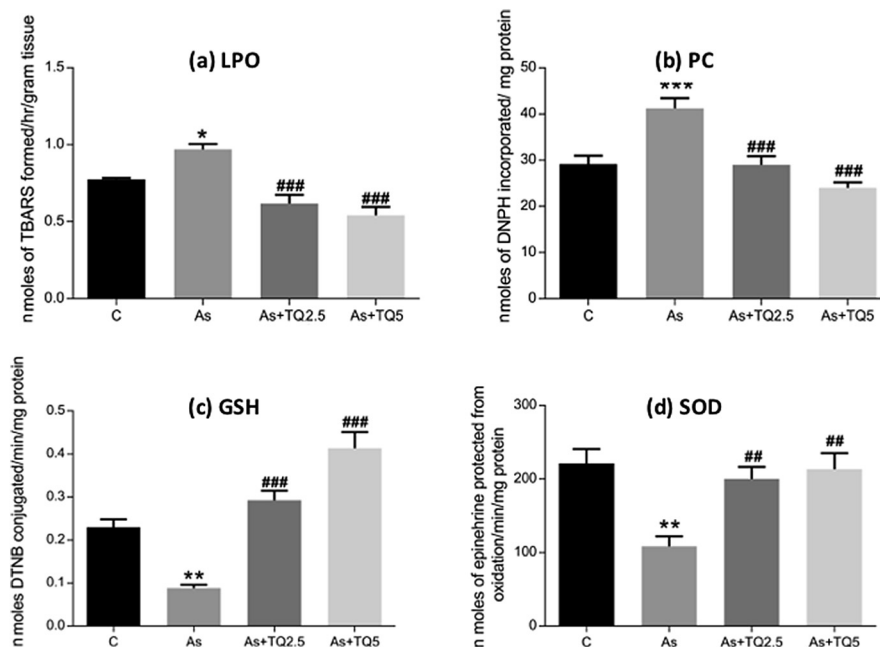 (a) LPO
n moles of TBARS formed/hr/gram tissue
1.5
1.0
0.5
0.0
*
###
###
C As As+TQ2.5 As+TQ5
(b) PC
n moles of DNPH incorporated/ mg protein
50
40
30
20
10
0
***
###
###
C As As+TQ2.5 As+TQ5
(c) GSH
n moles DTNB conjugated/min/mg protein
0.5
0.4
0.3
0.2
0.1
0.0
**
###
###
C As As+TQ2.5 As+TQ5
(d) SOD
n moles of epinehrine protected from
oxidation/min/mg protein
300
200
100
0
**
##
##
C As As+TQ2.5 As+TQ5